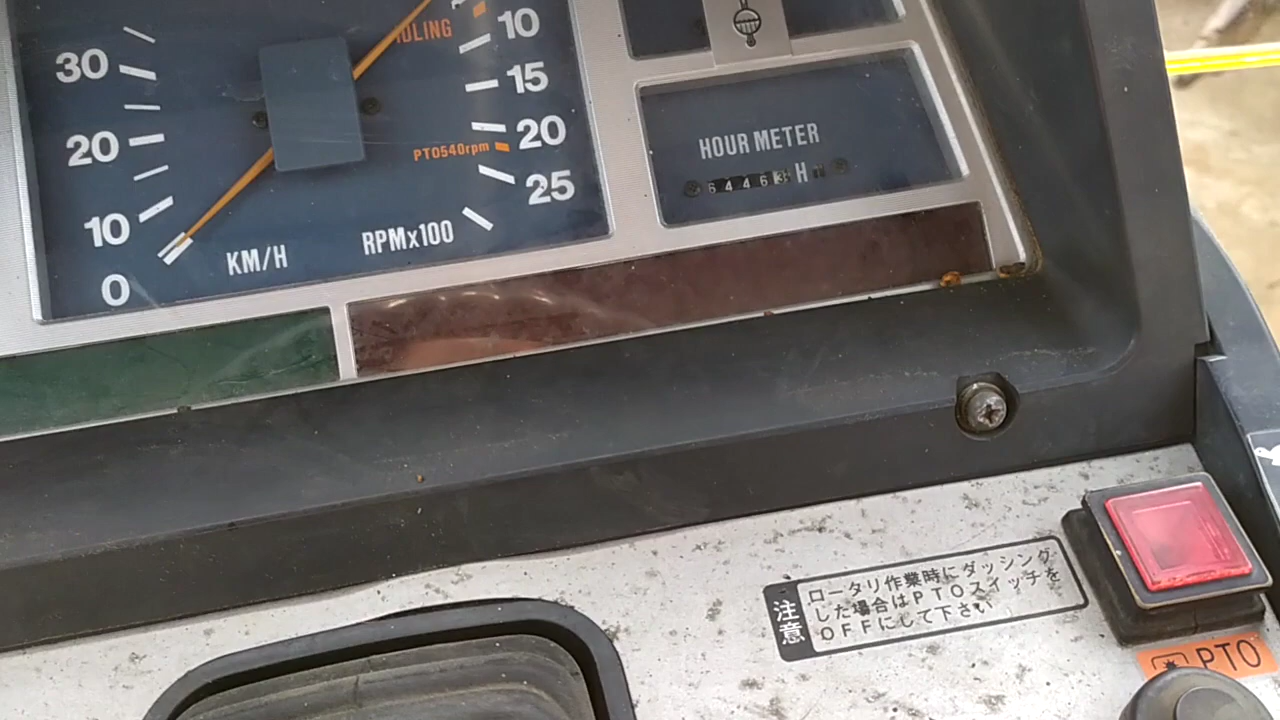 30
20
10
0
KM/H
IDLING
10
15
20
25
PTO540rpm
RPMx100
HOUR METER
64463 H
注意
ロータリ作業時にダッシング
した場合はPTOスイッチを
OFFにして下さい
PTO